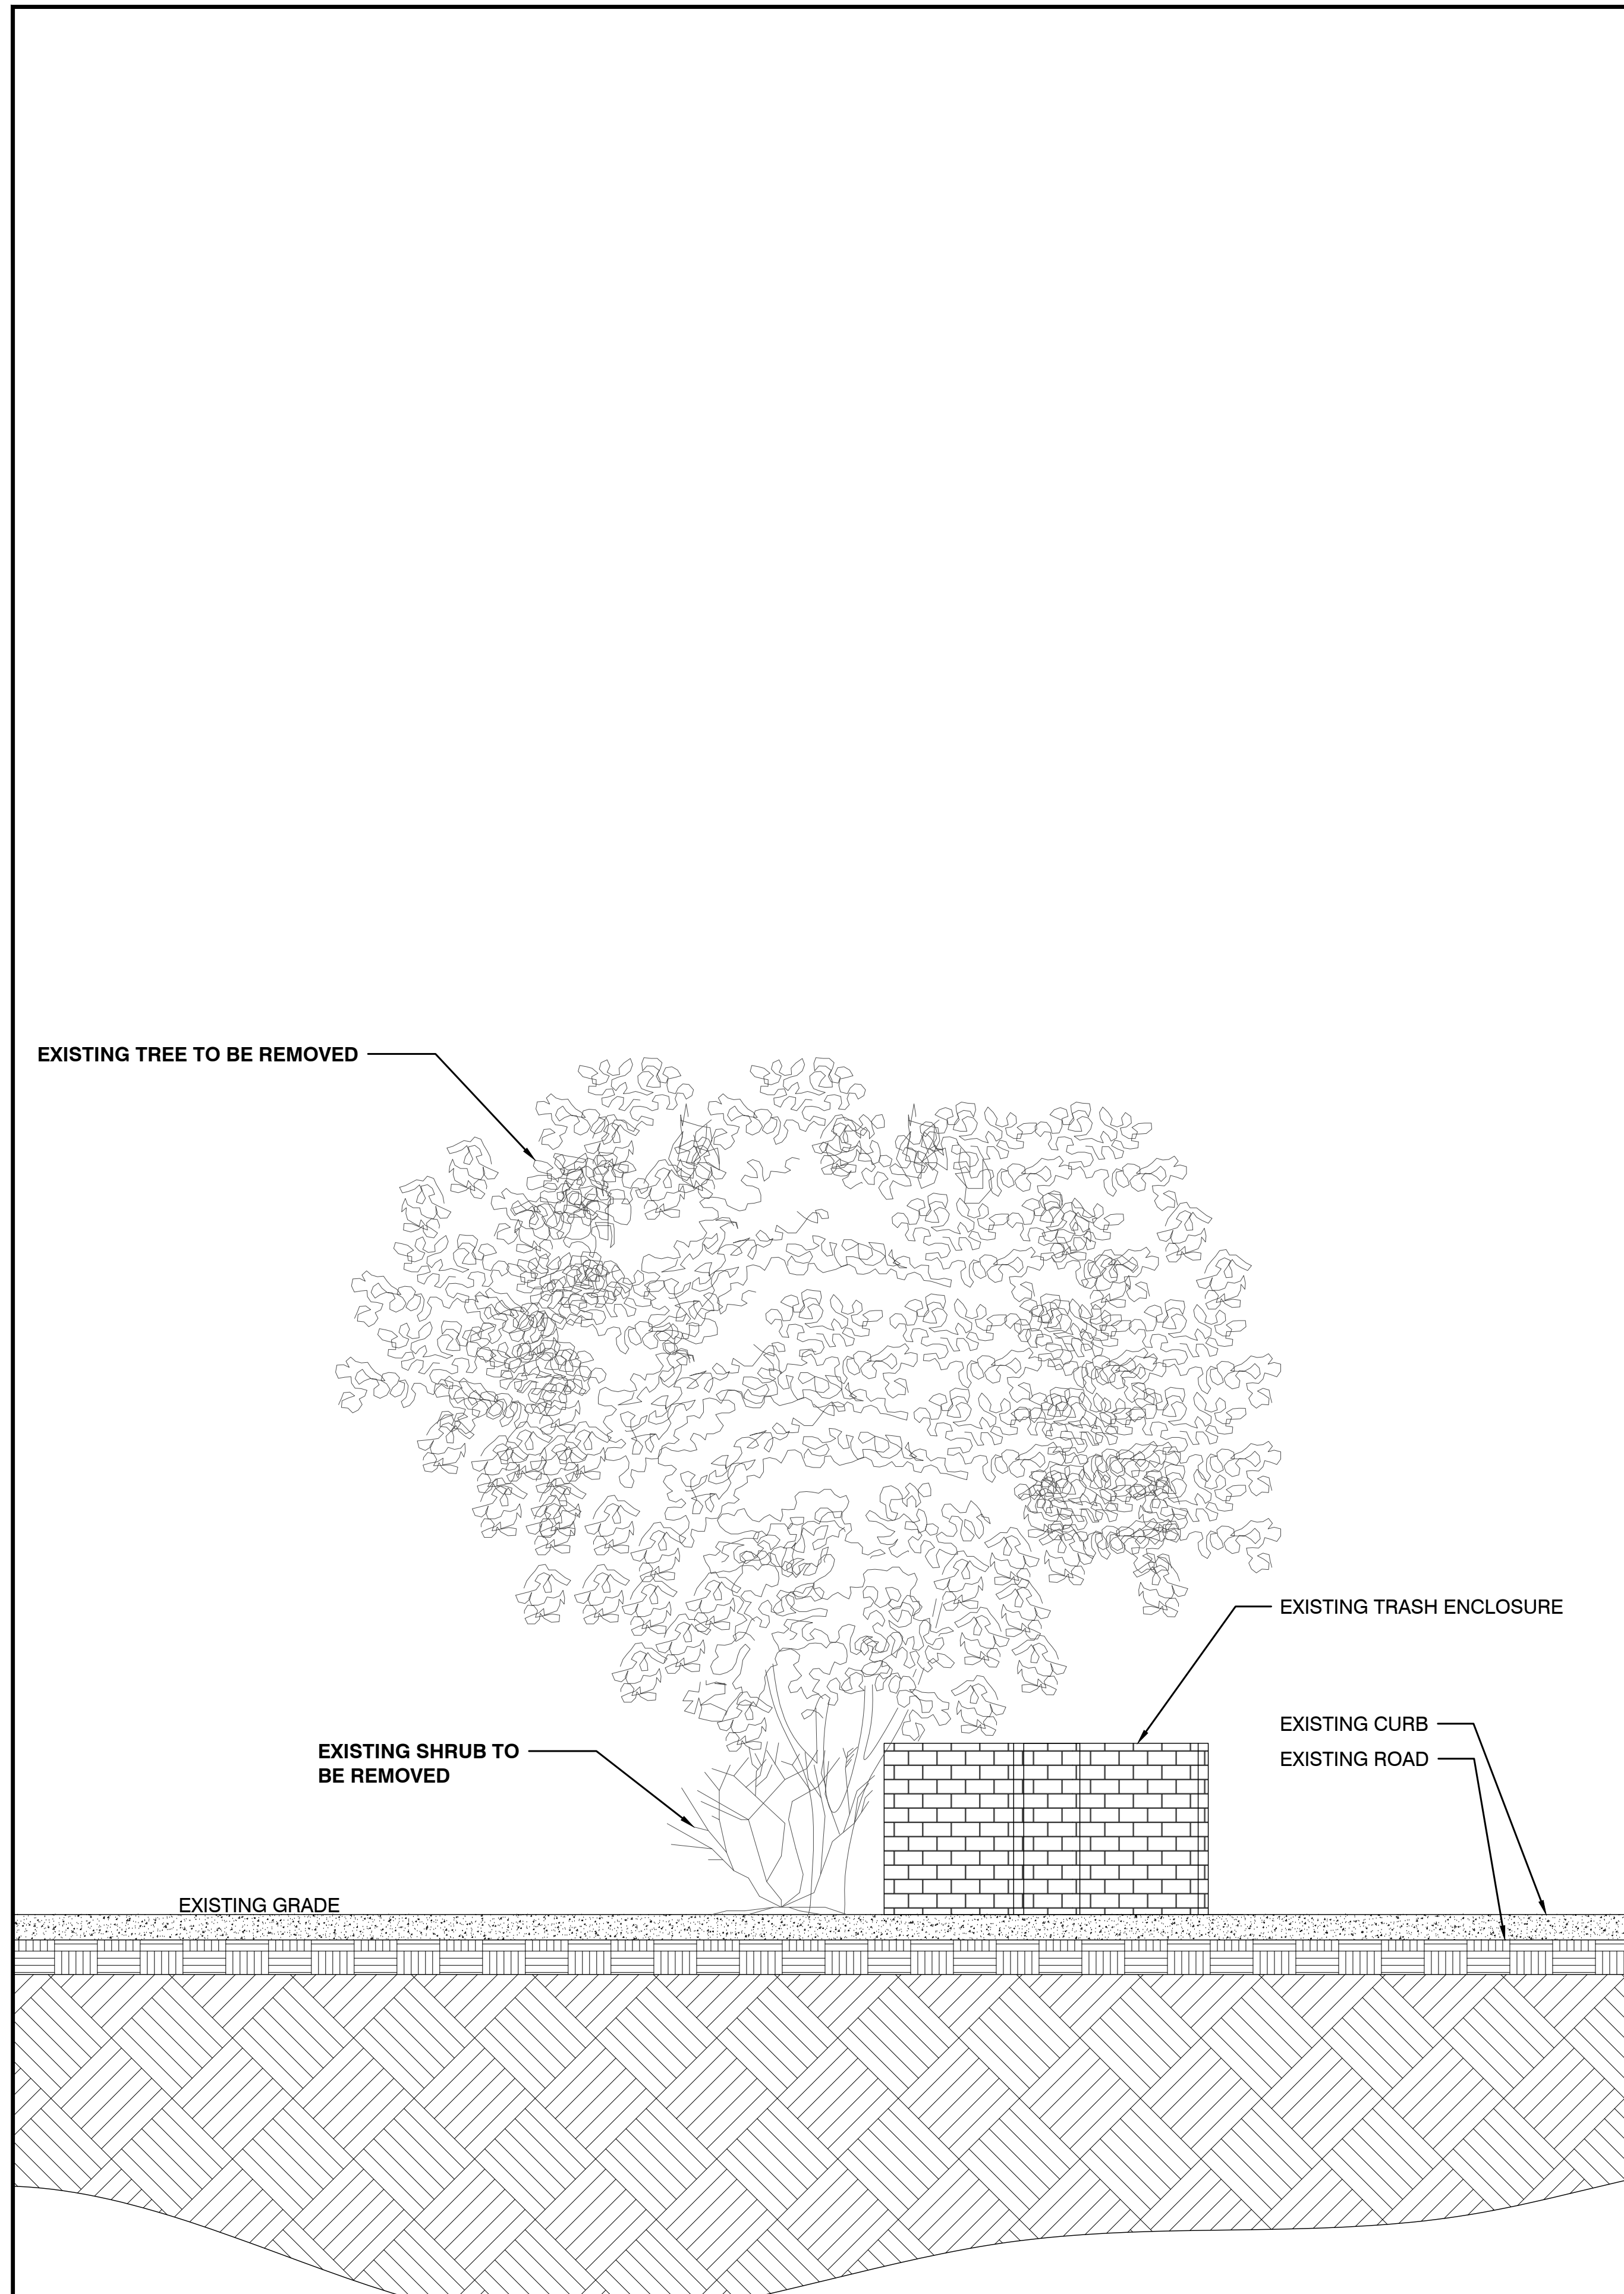 EXISTING TREE TO BE REMOVED
EXISTING TRASH ENCLOSURE
EXISTING CURB
EXISTING SHRUB TO
BE REMOVED
EXISTING ROAD
EXISTING GRADE